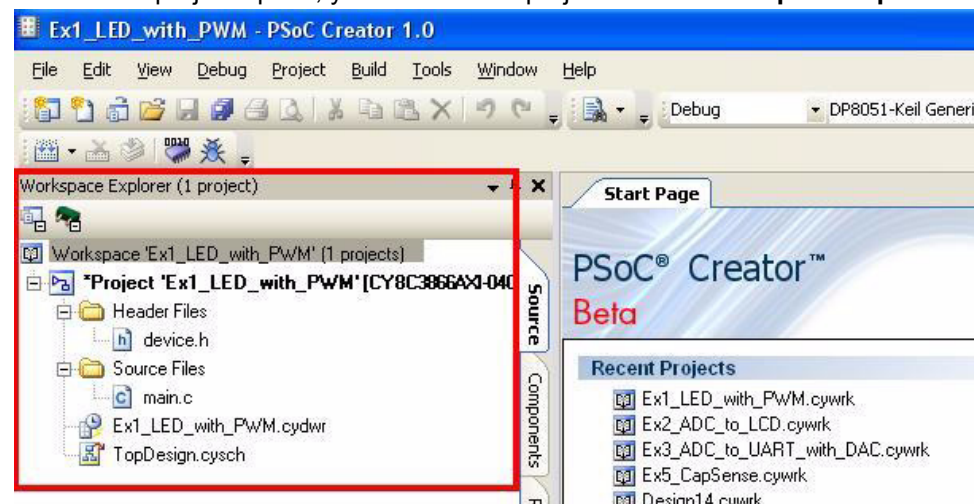 Ex1_LED_with_PWM - PSoC Creator 1.0
File Edit View Debug Project Build Tools Window Help
Debug DP8051-Keil Generi
Workspace Explorer (1 project)
Start Page
Workspace 'Ex1_LED_with_PWM' (1 projects)
*Project 'Ex1_LED_with_PWM' [CY8C3866AXI-040
Header Files
device.h
Source Files
main.c
Ex1_LED_with_PWM.cydwr
TopDesign.cysch
Source
Components
PSoC® Creator™
Beta
Recent Projects
Ex1_LED_with_PWM.cywrk
Ex2_ADC_to_LCD.cywrk
Ex3_ADC_to_UART_with_DAC.cywrk
Ex5_CapSense.cywrk
Design14.cywrk